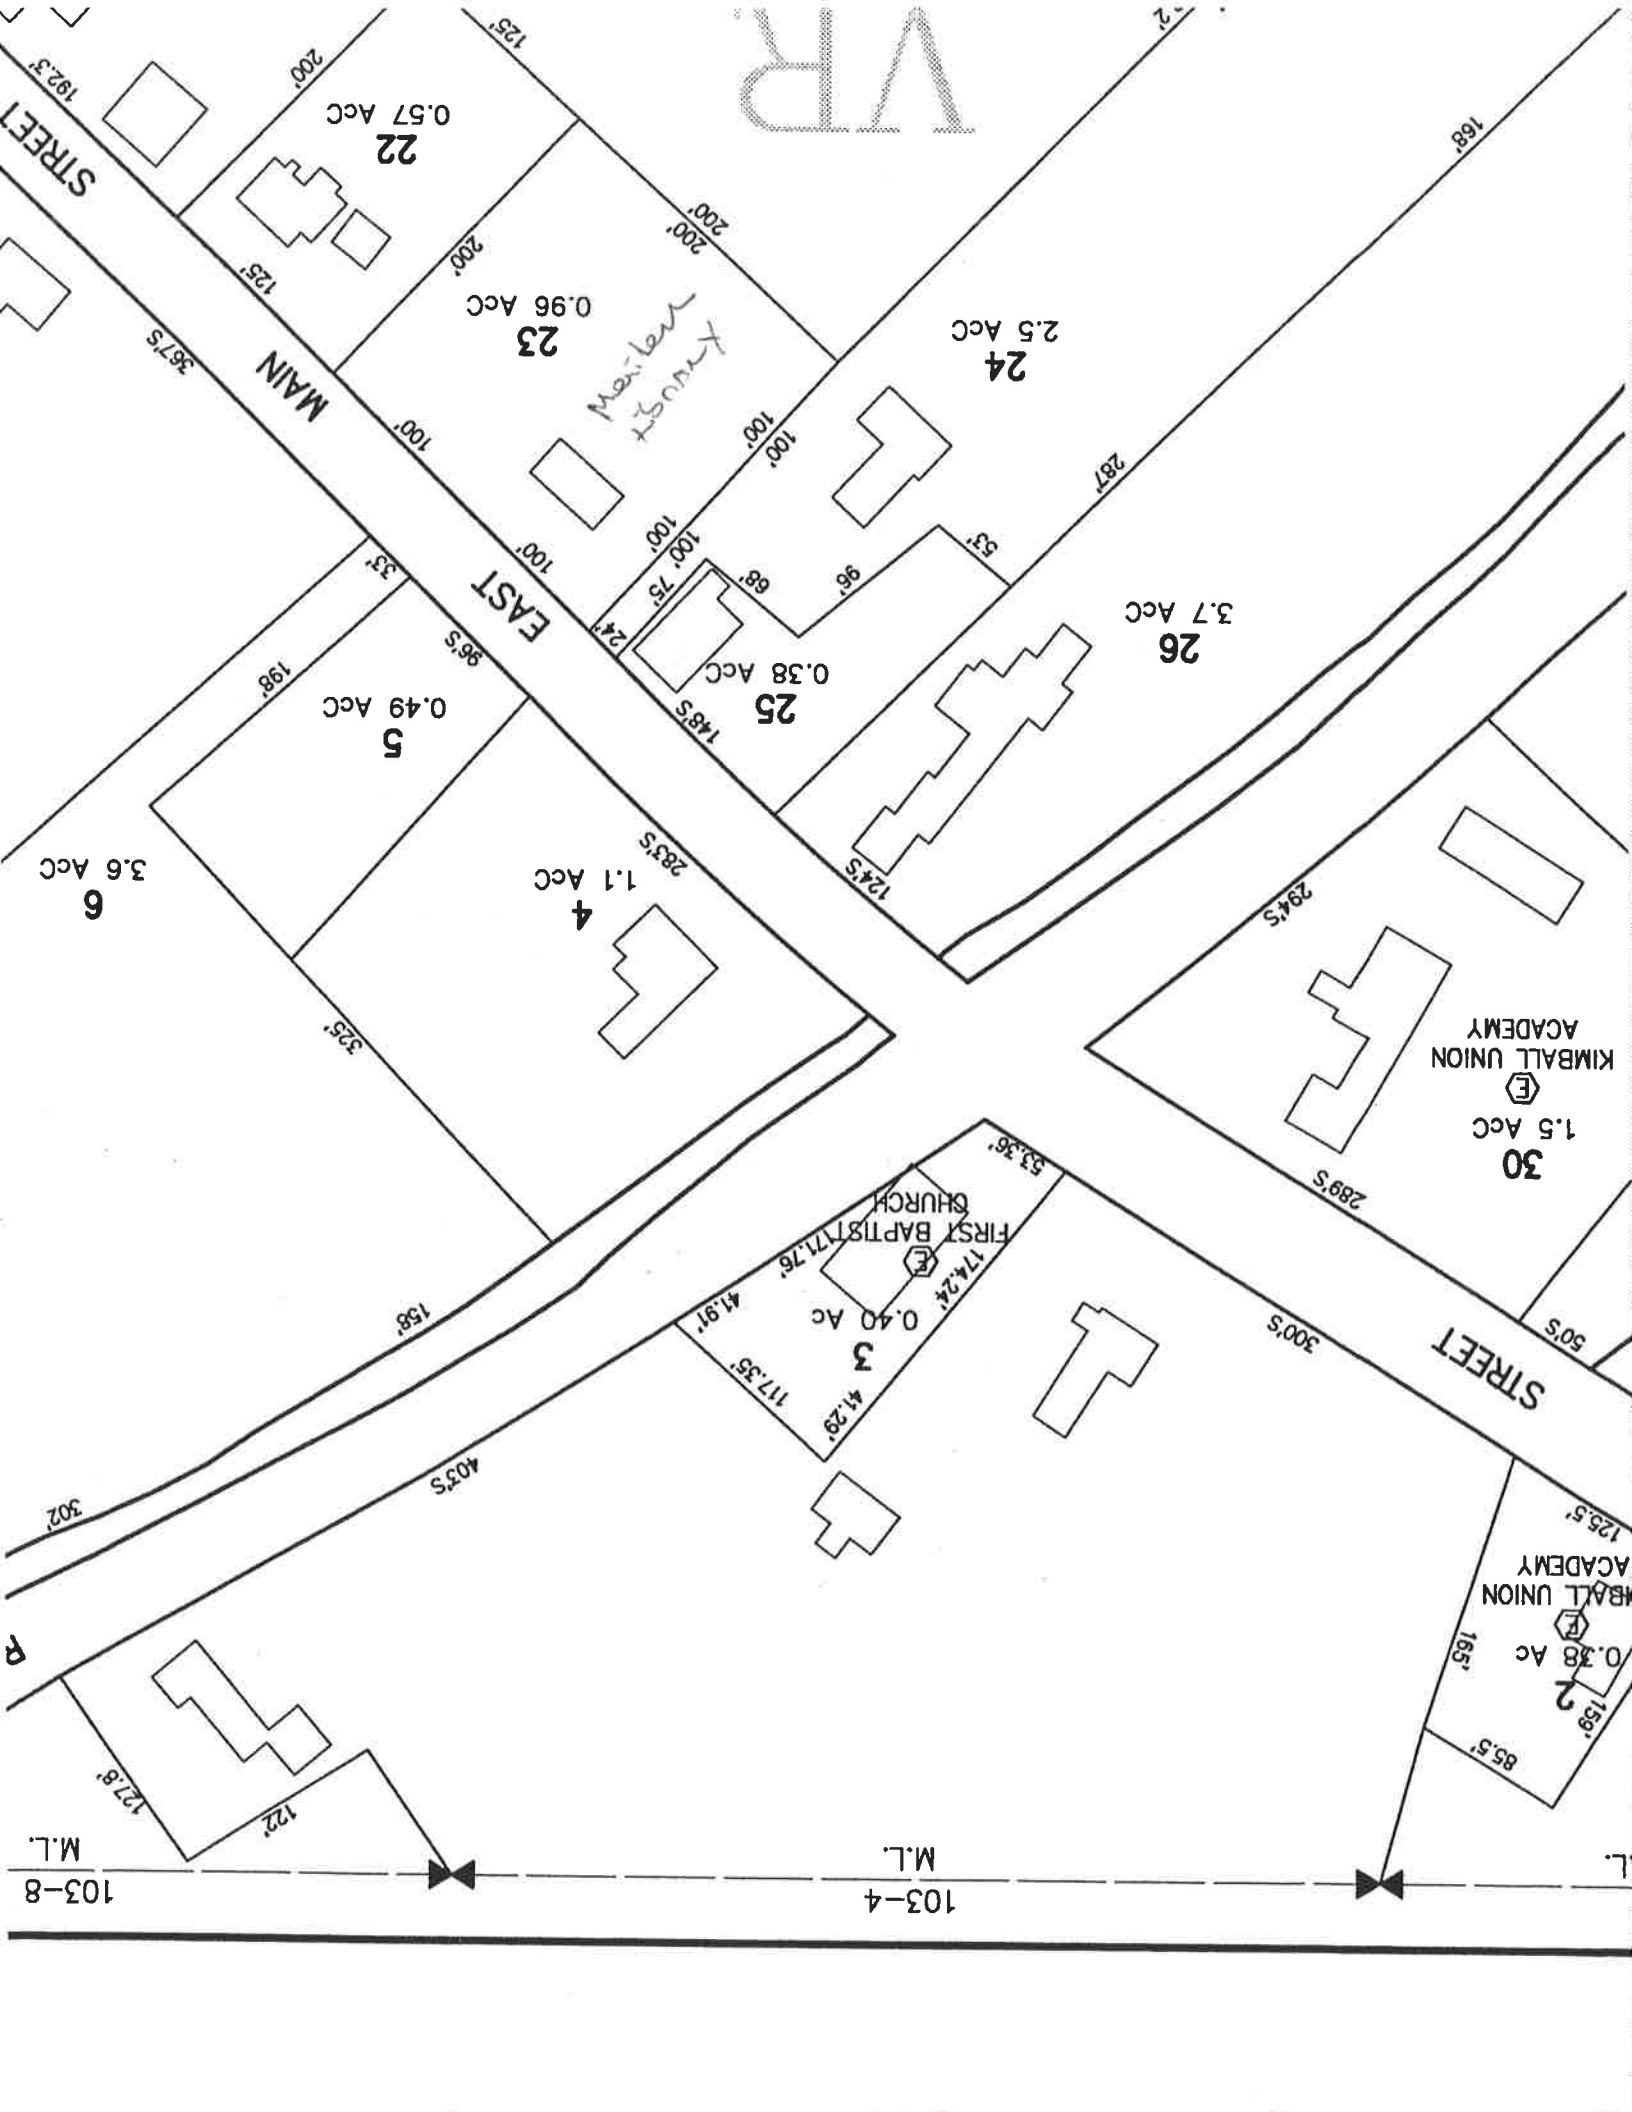 103-4
103-8
M.L.
M.L.
122'
127.8'
85.5'
159'
2
0.38 Ac
165'
UNION
ACADEMY
125.5'
R
302'
403'S
STREET
50'S
300'S
41.29'
117.35'
3
0.40 Ac
E
FIRST BAPTIST
CHURCH
174.24'
41.91'
171.76'
53.36'
158'
289'S
30
1.5 AcC
E
KIMBALL UNION
ACADEMY
294'S
325'
4
1.1 AcC
283'S
6
3.6 AcC
124'S
5
0.49 AcC
198'
96'S
33'
148'S
25
0.38 AcC
26
3.7 AcC
24'
75'
68'
96'
53'
EAST
100'
100'
100'
287'
100'
100'
100'
MAIN
24
2.5 AcC
23
0.96 AcC
Meriden
Library
367'S
125'
200'
200'
200'
STREET
22
0.57 AcC
168'
200'
192.3'
125'
VR